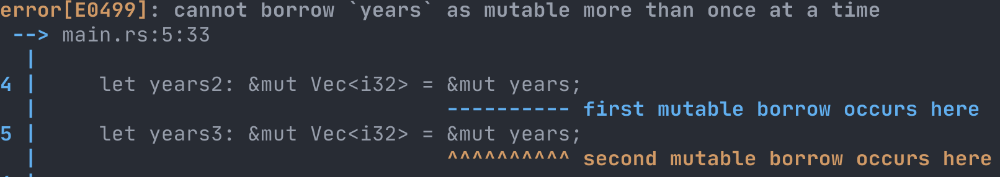 error[E0499]: cannot borrow `years` as mutable more than once at a time
 --> main.rs:5:33
  |
4 |     let years2: &mut Vec<i32> = &mut years;
  |                                 ---------- first mutable borrow occurs here
5 |     let years3: &mut Vec<i32> = &mut years;
  |                                 ^^^^^^^^^^ second mutable borrow occurs here